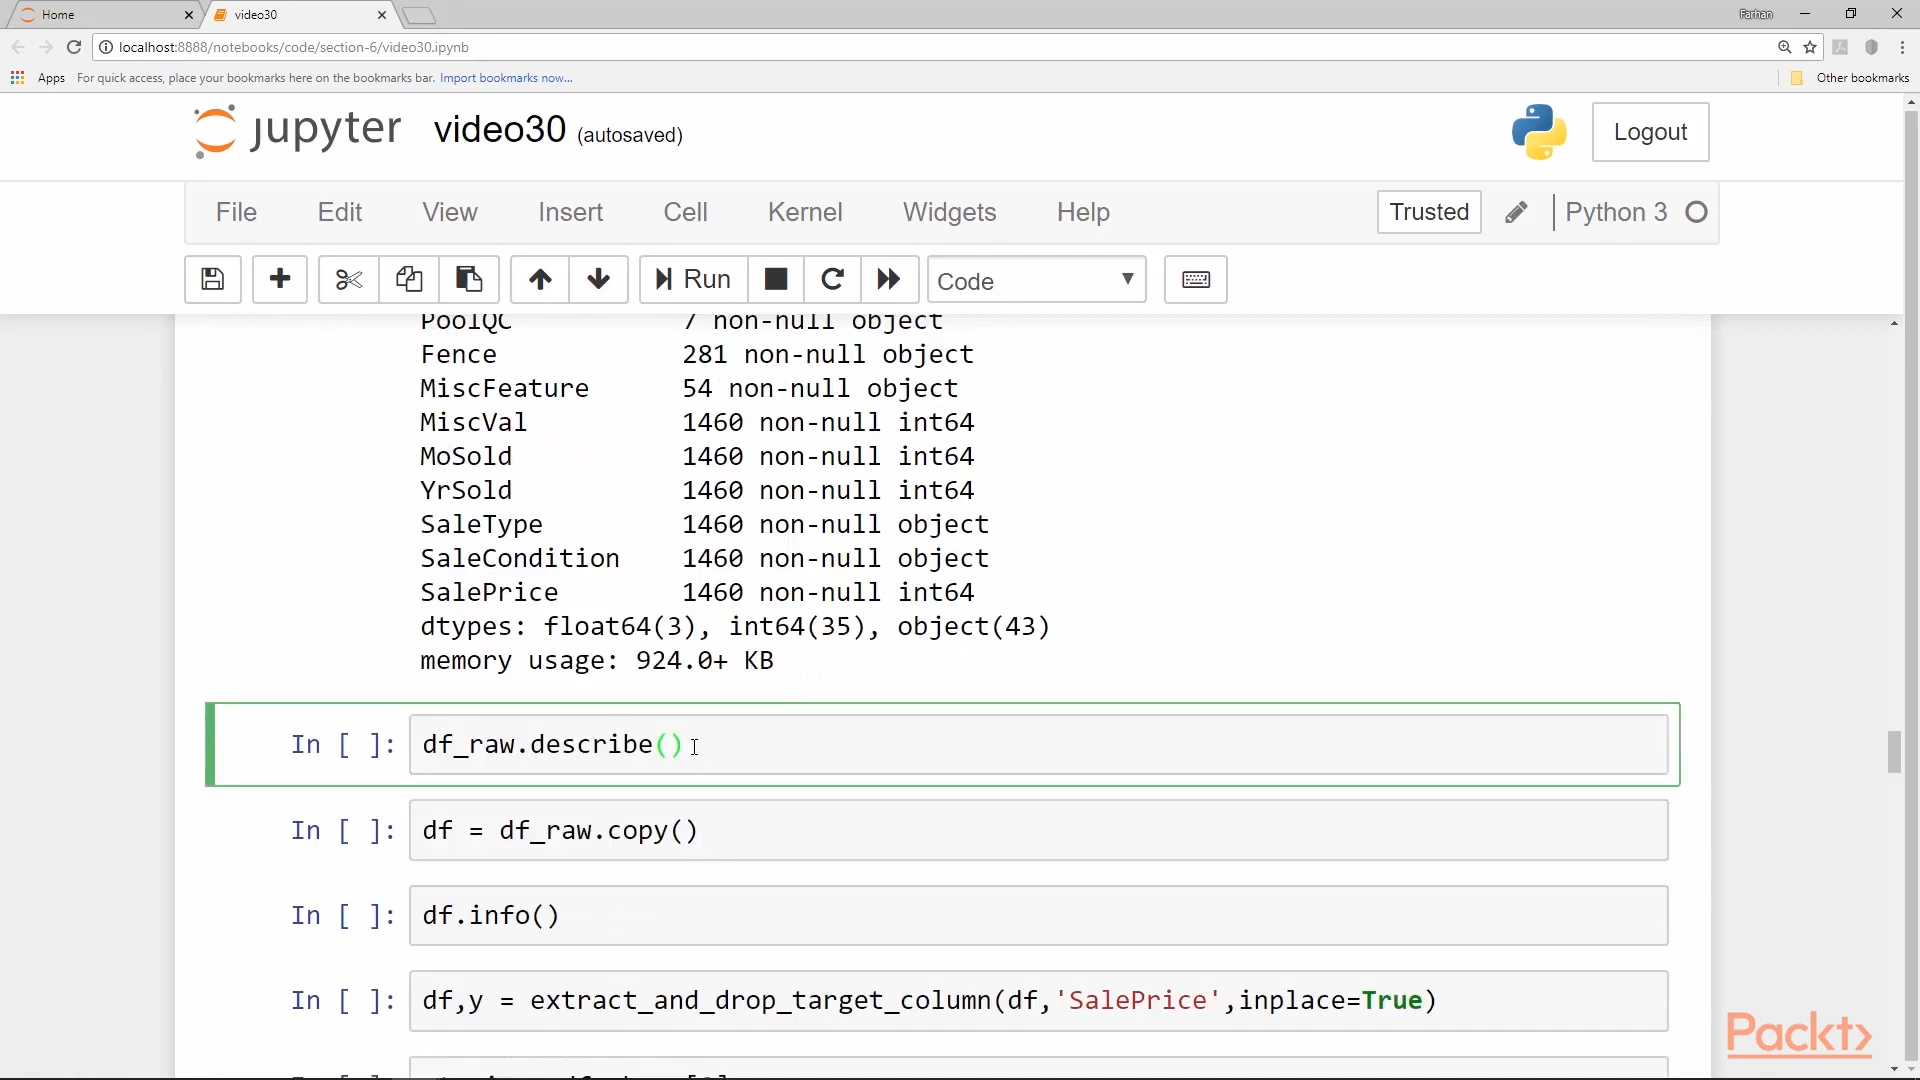 Home
video30
Farhan
localhost:8888/notebooks/code/section-6/video30.ipynb
Apps For quick access, place your bookmarks here on the bookmarks bar. Import bookmarks now... Other bookmarks
jupyter video30 (autosaved) Logout
File Edit View Insert Cell Kernel Widgets Help Trusted Python 3
Run Code
PoolQC 7 non-null object
Fence 281 non-null object
MiscFeature 54 non-null object
MiscVal 1460 non-null int64
MoSold 1460 non-null int64
YrSold 1460 non-null int64
SaleType 1460 non-null object
SaleCondition 1460 non-null object
SalePrice 1460 non-null int64
dtypes: float64(3), int64(35), object(43)
memory usage: 924.0+ KB
In [ ]: df_raw.describe()
In [ ]: df = df_raw.copy()
In [ ]: df.info()
In [ ]: df,y = extract_and_drop_target_column(df,'SalePrice',inplace=True)
Packt>